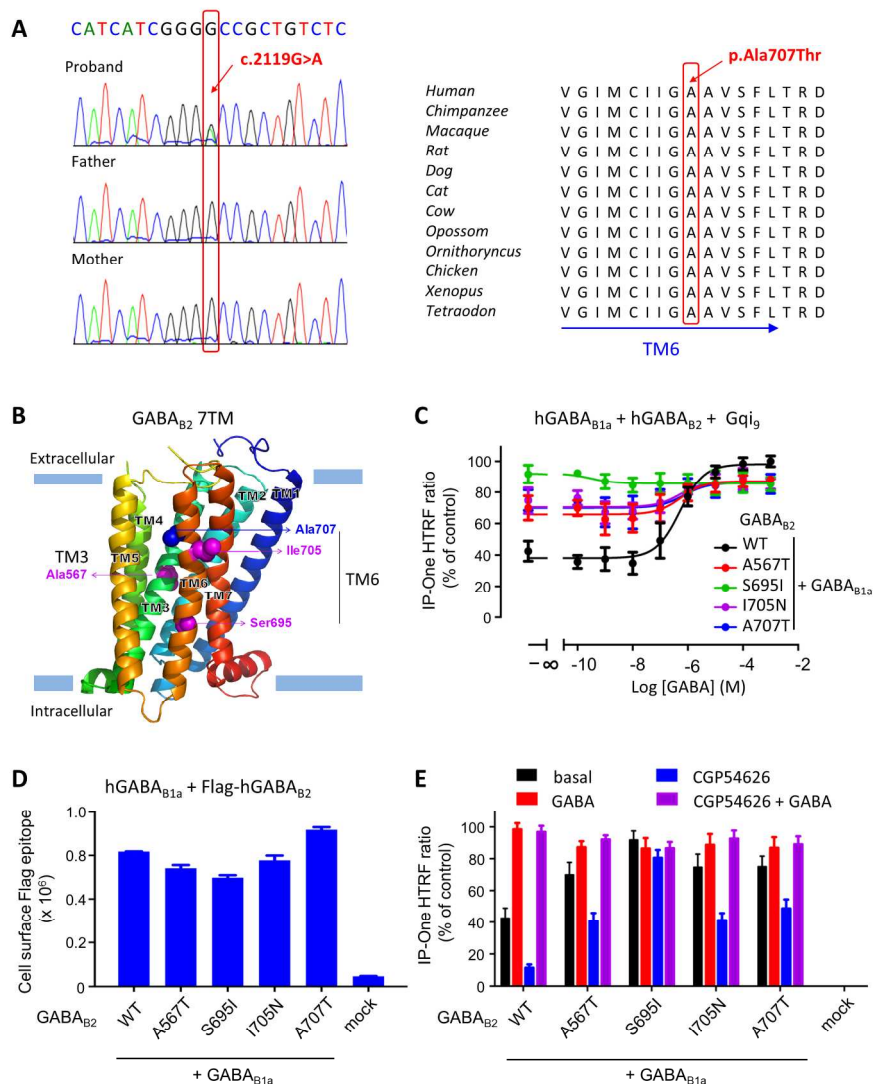 A
CATCATCGGGGCCGCTGTCTC
c.2119G>A
Proband
Father
Mother
p.Ala707Thr
Human V G I M C I I G A A V S F L T R D
Chimpanzee V G I M C I I G A A V S F L T R D
Macaque V G I M C I I G A A V S F L T R D
Rat V G I M C I I G A A V S F L T R D
Dog V G I M C I I G A A V S F L T R D
Cat V G I M C I I G A A V S F L T R D
Cow V G I M C I I G A A V S F L T R D
Opossom V G I M C I I G A A V S F L T R D
Ornithoryncus V G I M C I I G A A V S F L T R D
Chicken V G I M C I I G A A V S F L T R D
Xenopus V G I M C I I G A A V S F L T R D
Tetraodon V G I M C I I G A A V S F L T R D
TM6
B
GABAB2 7TM
Extracellular
TM2 TM1
TM4
Ala707
TM3
TM5
Ile705
Ala567
TM6
TM6
TM3
TM7
Ser695
Intracellular
C
hGABAB1a + hGABAB2 + Gqi9
IP-One HTRF ratio
(% of control)
100
80
60
40
20
0
GABAB2
WT
A567T
S695I
I705N
A707T
+ GABAB1a
-∞ -10 -8 -6 -4 -2
Log [GABA] (M)
D
hGABAB1a + Flag-hGABAB2
Cell surface Flag epitope
(x 10⁶)
1.2
0.8
0.6
0.4
0.2
0
GABAB2
WT A567T S695I I705N A707T mock
+ GABAB1a
E
basal
GABA
CGP54626
CGP54626 + GABA
IP-One HTRF ratio
(% of control)
100
80
60
40
20
0
GABAB2
WT A567T S695I I705N A707T mock
+ GABAB1a